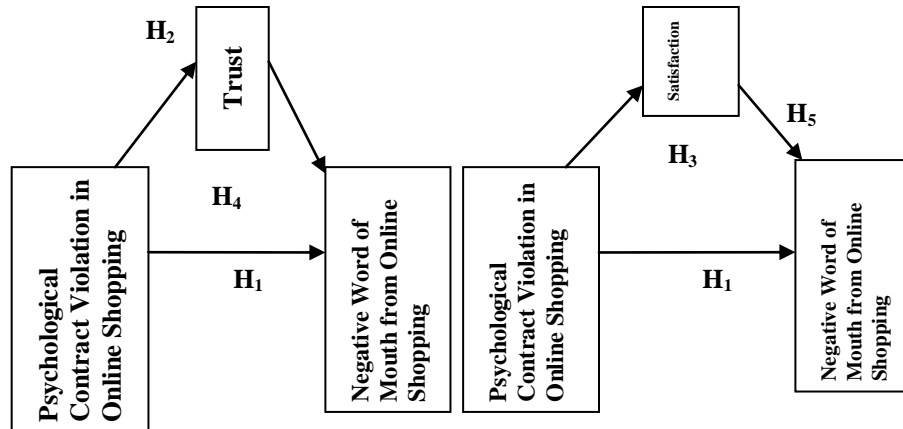 H2
Trust
H4
H1
Psychological
Contract Violation in
Online Shopping
Negative Word of
Mouth from Online
Shopping
Satisfaction
H5
H3
H1
Psychological
Contract Violation in
Online Shopping
Negative Word of
Mouth from Online
Shopping